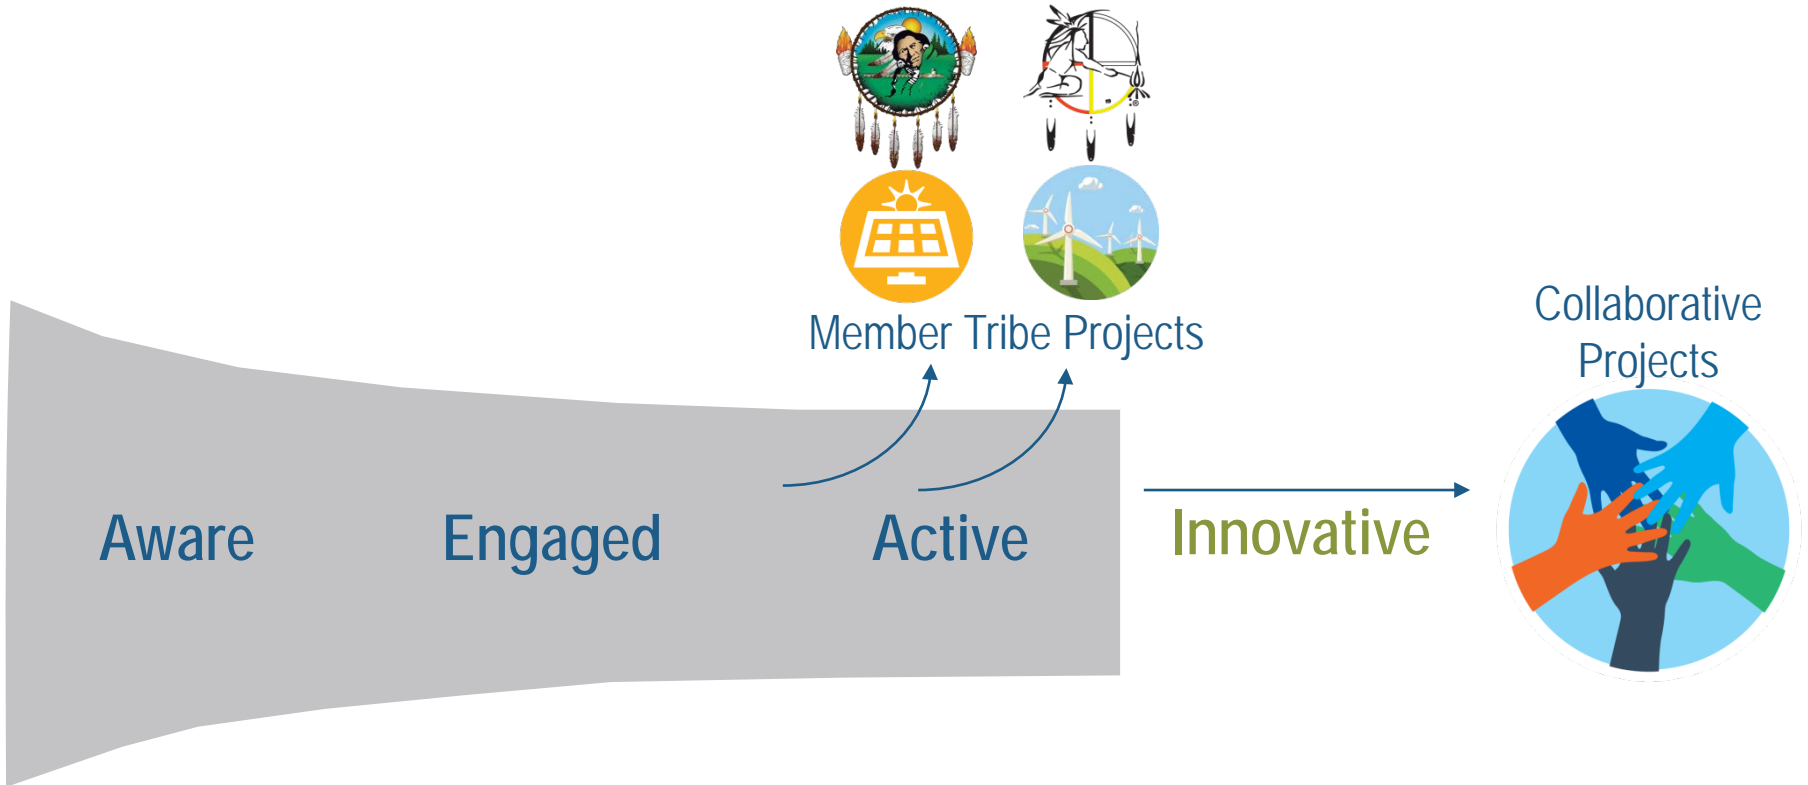 Member Tribe Projects
Collaborative
Projects
Aware
Engaged
Active
Innovative
®